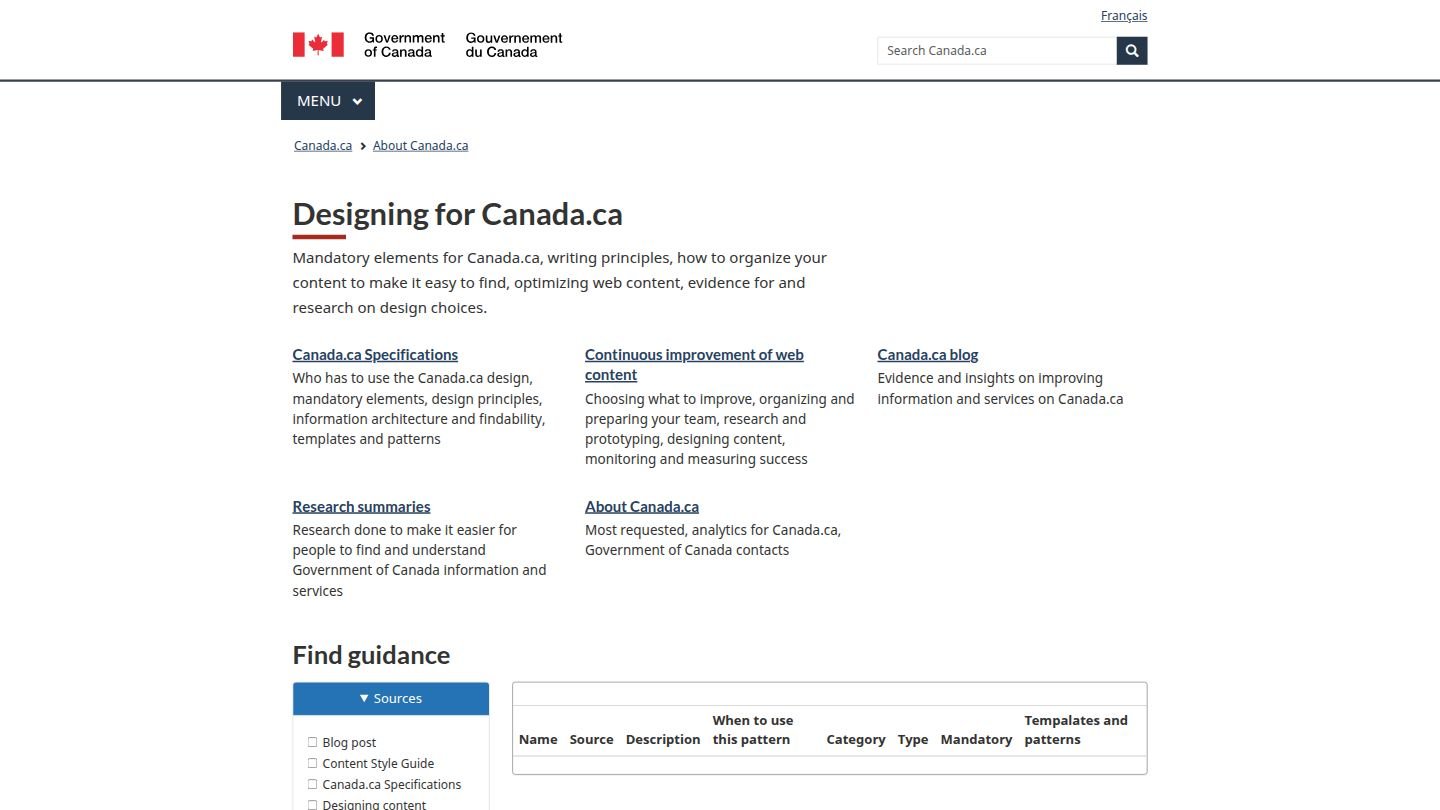 Français
Government of Canada
Gouvernement du Canada
Search Canada.ca
MENU
Canada.ca > About Canada.ca
Designing for Canada.ca
Mandatory elements for Canada.ca, writing principles, how to organize your
content to make it easy to find, optimizing web content, evidence for and
research on design choices.
Canada.ca Specifications
Who has to use the Canada.ca design,
mandatory elements, design principles,
information architecture and findability,
templates and patterns
Continuous improvement of web
content
Choosing what to improve, organizing and
preparing your team, research and
prototyping, designing content,
monitoring and measuring success
Canada.ca blog
Evidence and insights on improving
information and services on Canada.ca
Research summaries
Research done to make it easier for
people to find and understand
Government of Canada information and
services
About Canada.ca
Most requested, analytics for Canada.ca,
Government of Canada contacts
Find guidance
▼ Sources
Blog post
Content Style Guide
Canada.ca Specifications
Designing content
Name Source Description When to use this pattern Category Type Mandatory Tempalates and patterns